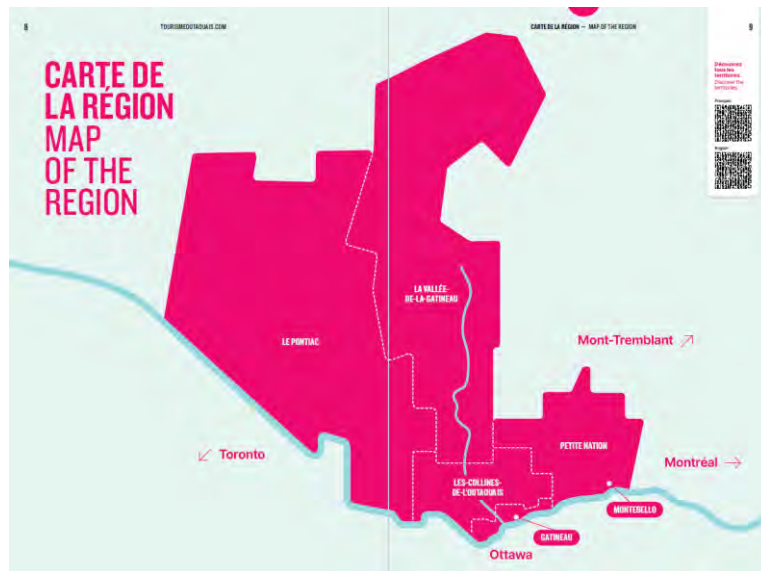 8
TOURISMEOUTAOUAIS.COM
CARTE DE LA RÉGION — MAP OF THE REGION
9
CARTE DE
LA RÉGION
MAP
OF THE
REGION
Découvrez
tous les
territoires
Discover the
territories
Français
Anglais
LA VALLÉE-
DE-LA-GATINEAU
LE PONTIAC
Mont-Tremblant
PETITE NATION
Toronto
Montréal
LES-COLLINES-
DE-L'OUTAOUAIS
MONTEBELLO
GATINEAU
Ottawa